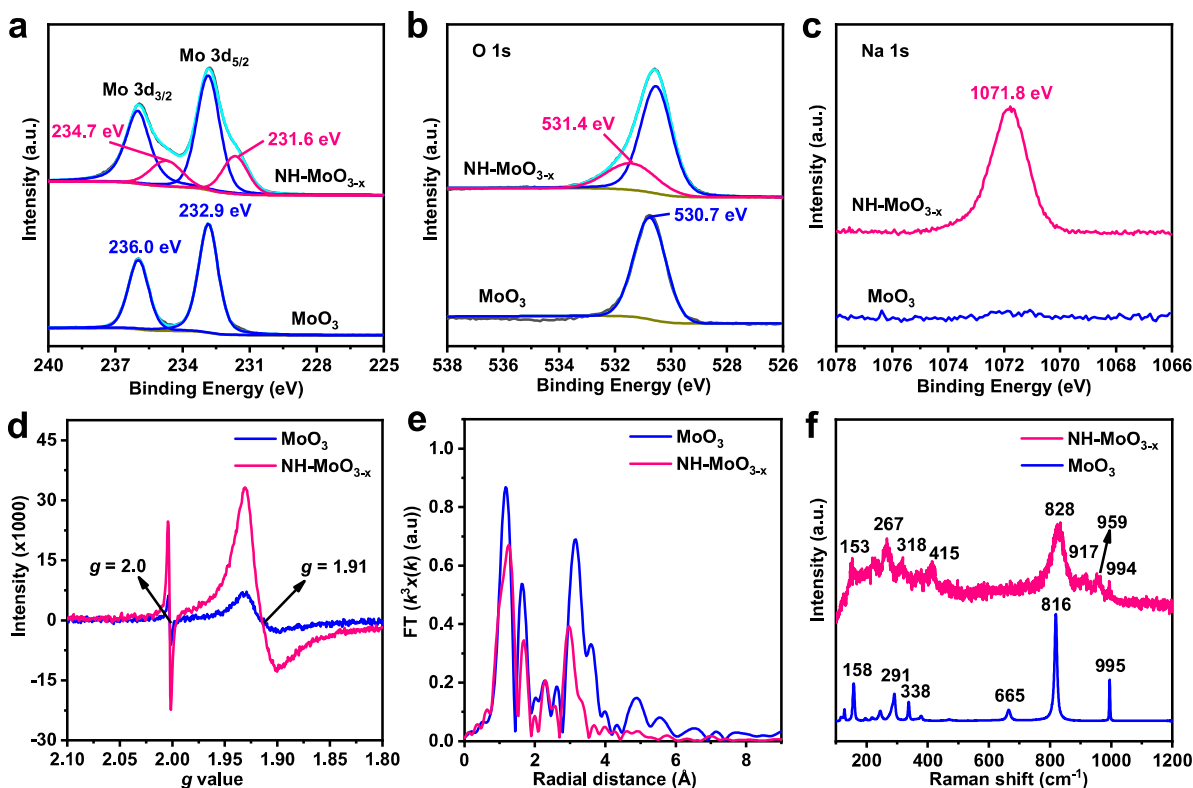 a
Mo 3d5/2
Mo 3d3/2
234.7 eV
231.6 eV
NH-MoO3-x
232.9 eV
236.0 eV
MoO3
Intensity (a.u.)
240 237 234 231 228 225
Binding Energy (eV)
b
O 1s
531.4 eV
NH-MoO3-x
530.7 eV
MoO3
Intensity (a.u.)
538 536 534 532 530 528 526
Binding Energy (eV)
c
Na 1s
1071.8 eV
NH-MoO3-x
MoO3
Intensity (a.u.)
1078 1076 1074 1072 1070 1068 1066
Binding Energy (eV)
d
MoO3
NH-MoO3-x
g = 2.0
g = 1.91
Intensity (x1000)
45
30
15
0
-15
-30
2.10 2.05 2.00 1.95 1.90 1.85 1.80
g value
e
MoO3
NH-MoO3-x
FT (k³x(k) (a.u)
1.0
0.8
0.6
0.4
0.2
0.0
0 2 4 6 8
Radial distance (Å)
f
NH-MoO3-x
MoO3
153
267
318
415
828
917
959
994
158
291
338
665
816
995
Intensity (a.u.)
200 400 600 800 1000 1200
Raman shift (cm⁻¹)